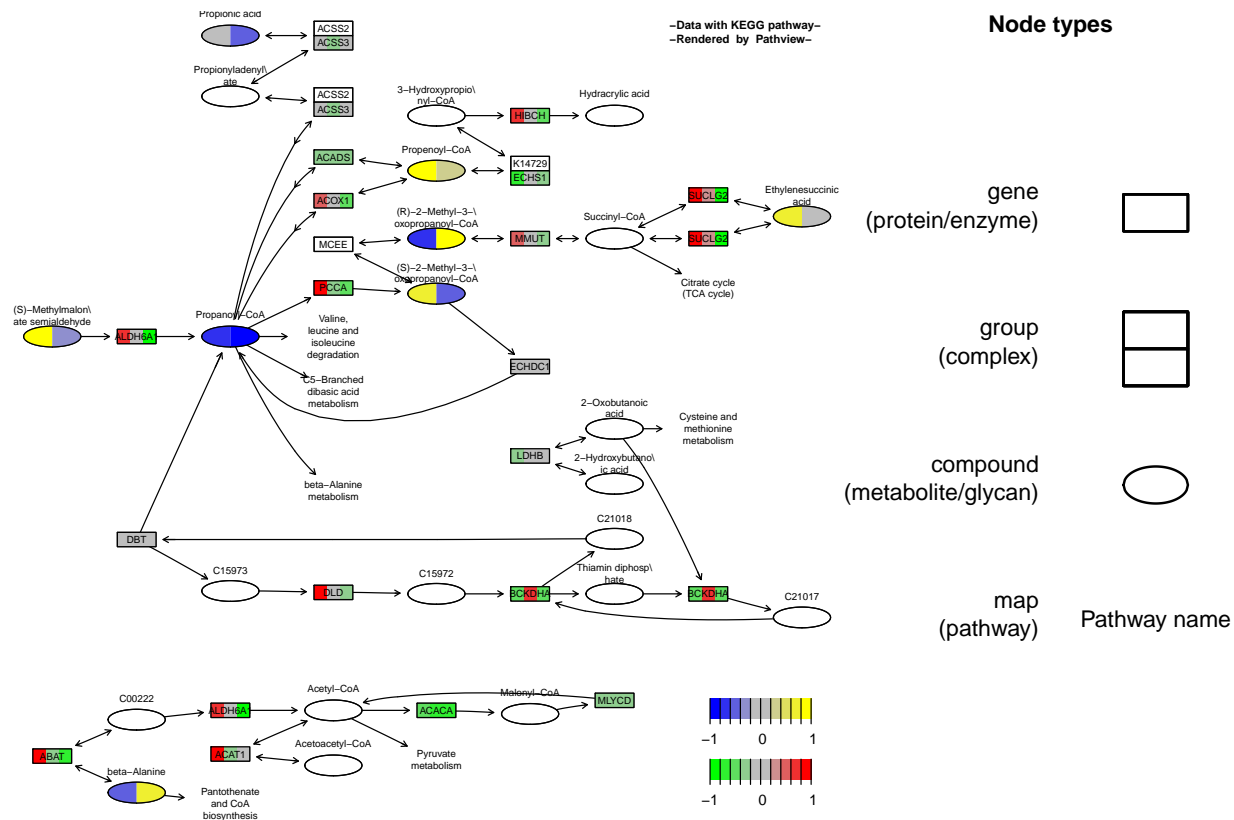 Propionic acid
ACSS2
ACSS3
−Data with KEGG pathway−
−Rendered by Pathview−
Node types
Propionyladenyl\
ate
ACSS2
ACSS3
3−Hydroxypropio\
nyl−CoA
HIBCH
Hydracrylic acid
ACADS
Propenoyl−CoA
K14729
ECHS1
ACOX1
(R)−2−Methyl−3−\
oxopropanoyl−CoA
Succinyl−CoA
SUCLG2
Ethylenesuccinic
acid
MCEE
MMUT
SUCLG2
gene
(protein/enzyme)
(S)−2−Methyl−3−\
oxopropanoyl−CoA
PCCA
Citrate cycle
(TCA cycle)
(S)−Methylmalon\
ate semialdehyde
ALDH6A1
Propanoyl−CoA
Valine,
leucine and
isoleucine
degradation
group
(complex)
ECHDC1
C5−Branched
dibasic acid
metabolism
2−Oxobutanoic
acid
Cysteine and
methionine
metabolism
LDHB
2−Hydroxybutano\
ic acid
beta−Alanine
metabolism
compound
(metabolite/glycan)
DBT
C21018
C15973
DLD
C15972
BCKDHA
Thiamin diphosp\
hate
BCKDHA
C21017
map
(pathway)
Pathway name
C00222
ALDH6A1
Acetyl−CoA
ACACA
Malonyl−CoA
MLYCD
ABAT
ACAT1
Acetoacetyl−CoA
Pyruvate
metabolism
beta−Alanine
Pantothenate
and CoA
biosynthesis
−1 0 1
−1 0 1